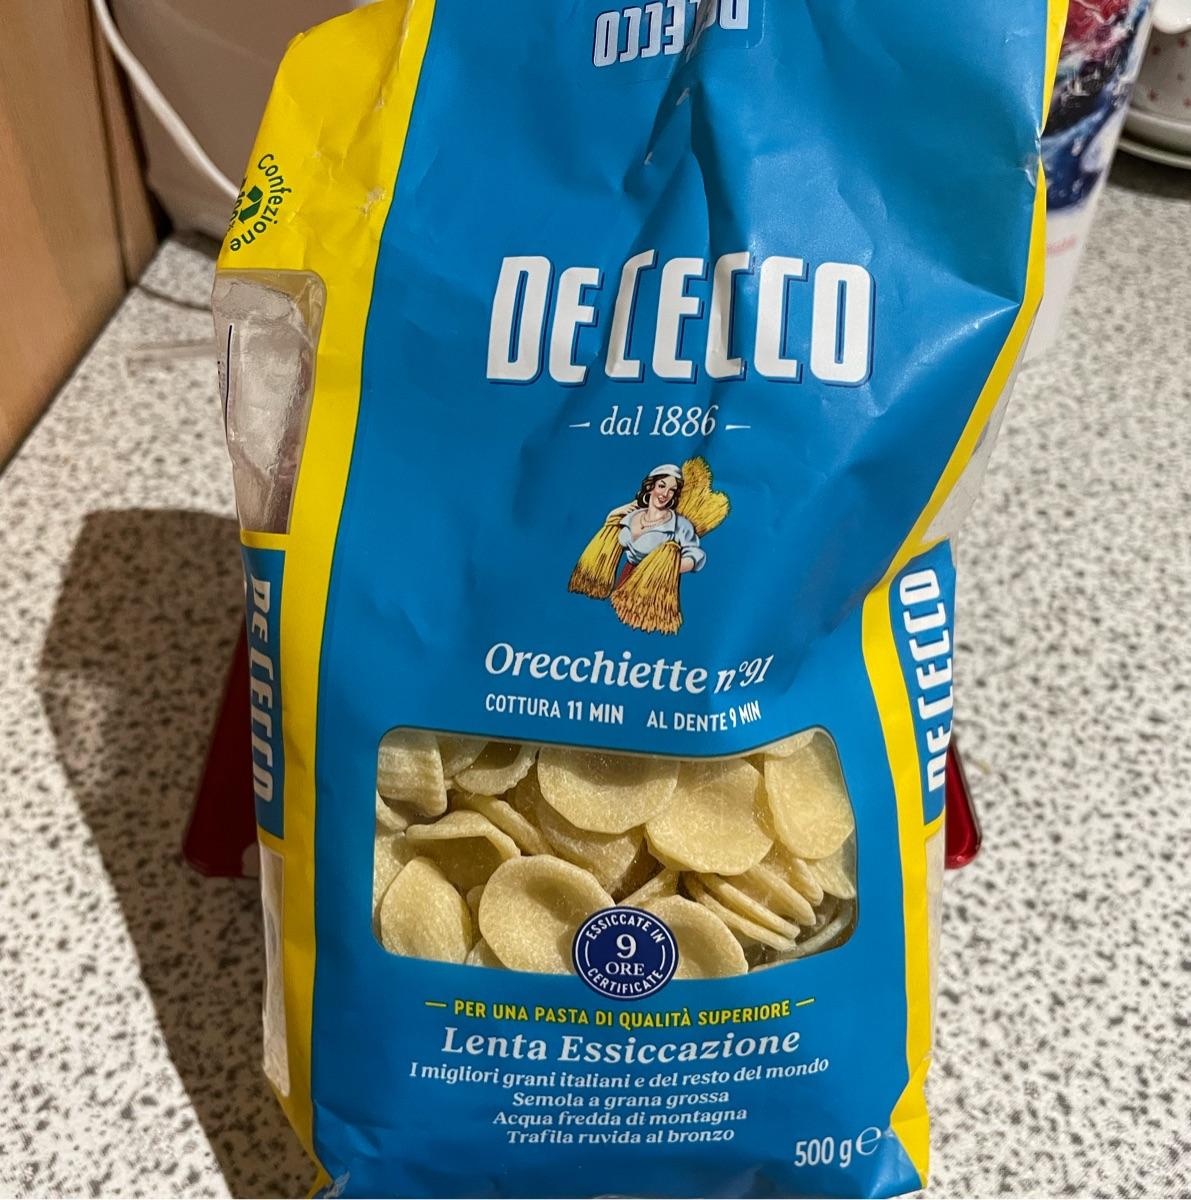 DE CECCO
Confezione
100%
DE CECCO
dal 1886
Orecchiette n°91
COTTURA 11 MIN AL DENTE 9 MIN
DE CECCO
DE CECCO
ESSICCATE IN
9
ORE
CERTIFICATE
PER UNA PASTA DI QUALITÀ SUPERIORE
Lenta Essiccazione
I migliori grani italiani e del resto del mondo
Semola a grana grossa
Acqua fredda di montagna
Trafila ruvida al bronzo
500 g e